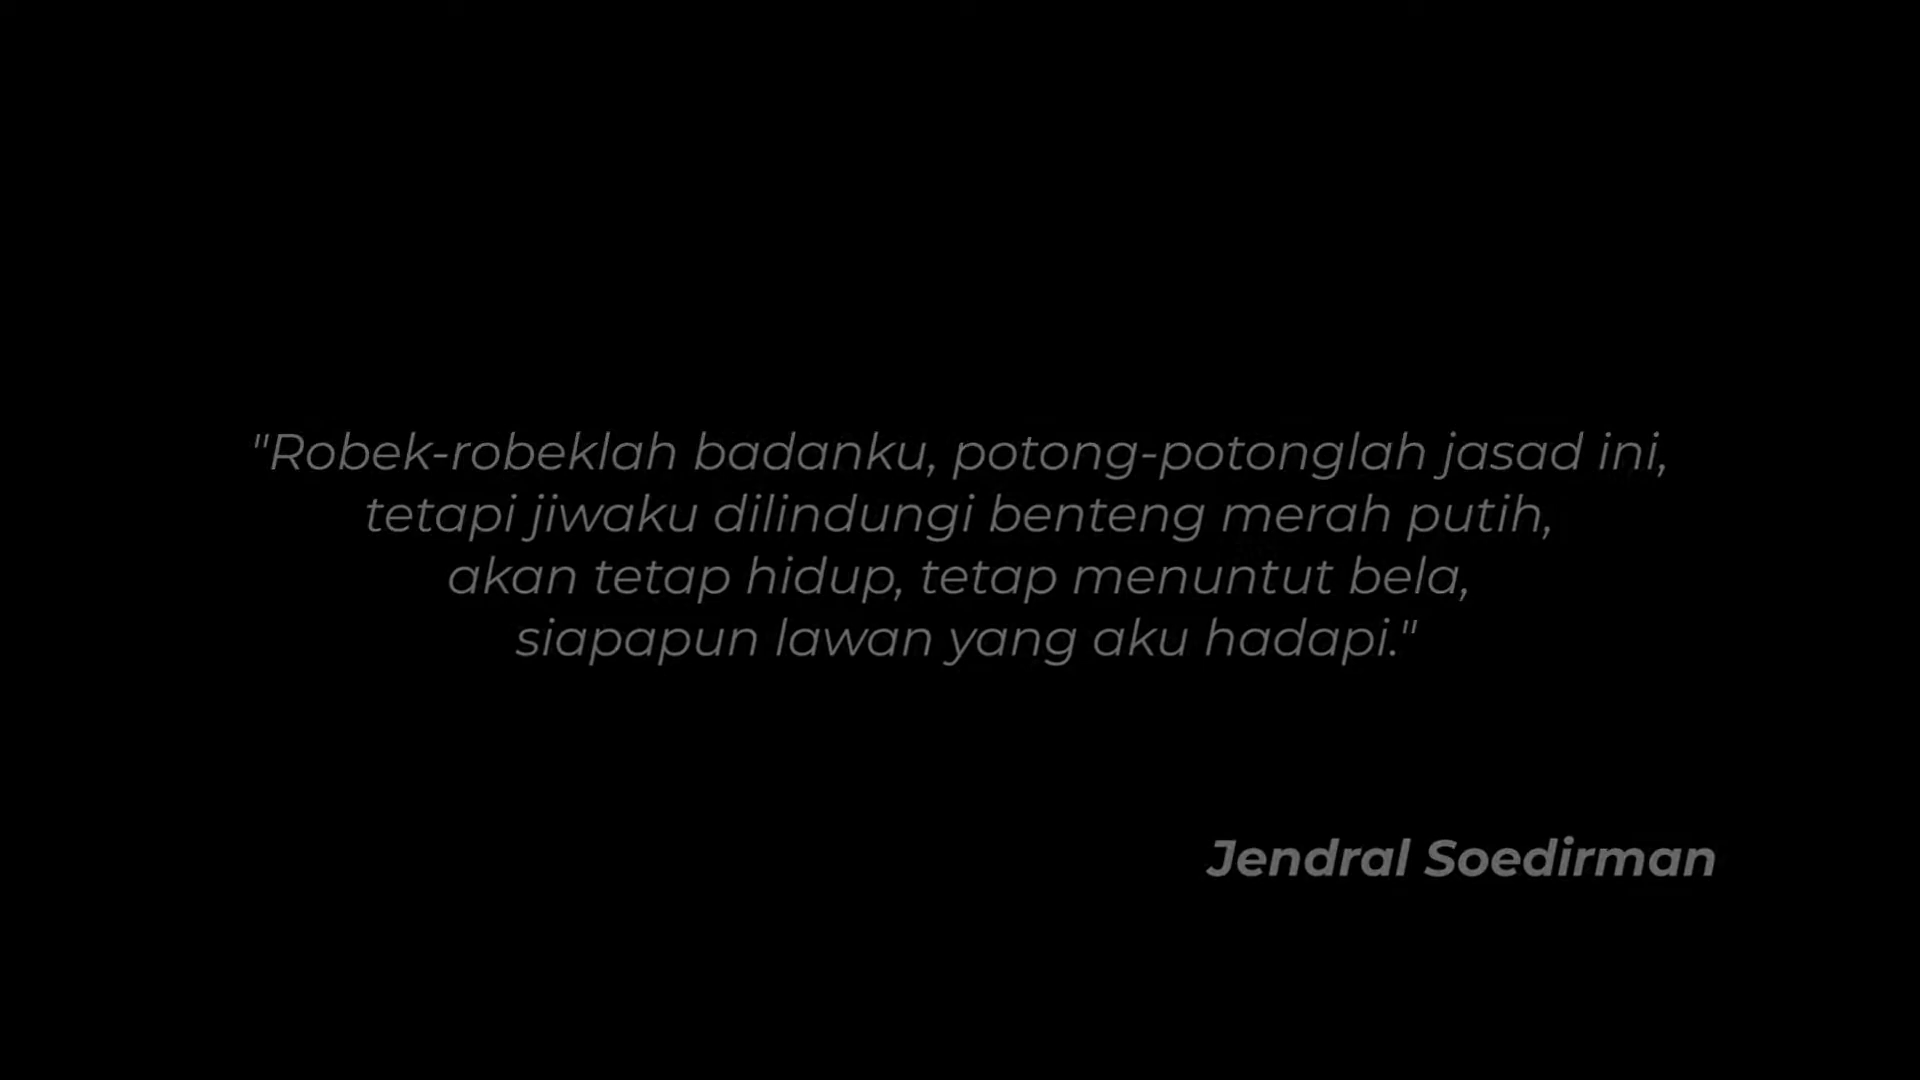 "Robek-robeklah badanku, potong-potonglah jasad ini,
tetapi jiwaku dilindungi benteng merah putih,
akan tetap hidup, tetap menuntut bela,
siapapun lawan yang aku hadapi."
Jendral Soedirman